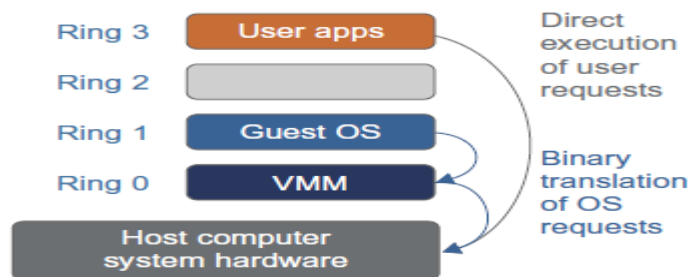 Ring 3
User apps
Direct
execution
of user
requests
Ring 2
Ring 1
Guest OS
Ring 0
VMM
Binary
translation
of OS
requests
Host computer
system hardware